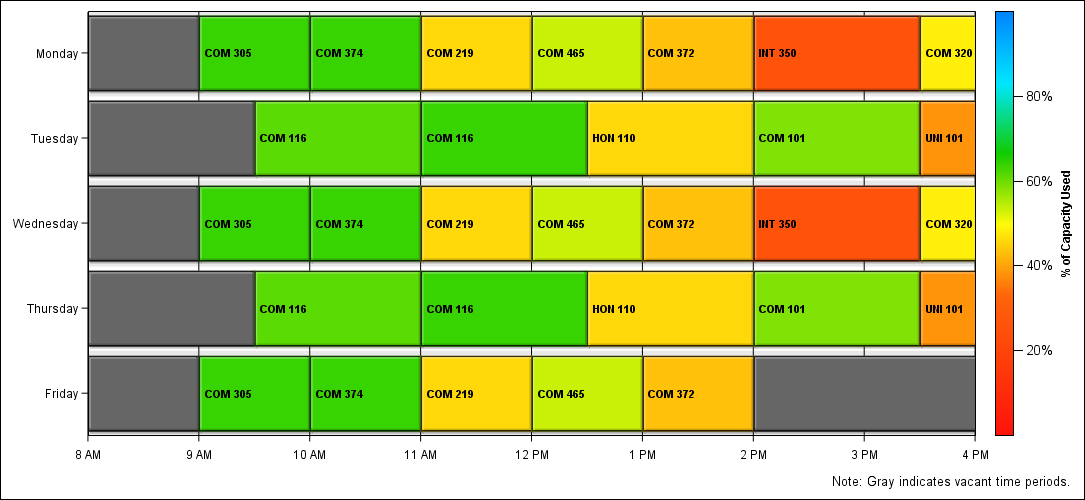 Monday
COM 305
COM 374
COM 219
COM 465
COM 372
INT 350
COM 320
Tuesday
COM 116
COM 116
HON 110
COM 101
UNI 101
Wednesday
COM 305
COM 374
COM 219
COM 465
COM 372
INT 350
COM 320
Thursday
COM 116
COM 116
HON 110
COM 101
UNI 101
Friday
COM 305
COM 374
COM 219
COM 465
COM 372
8 AM
9 AM
10 AM
11 AM
12 PM
1 PM
2 PM
3 PM
4 PM
80%
60%
40%
20%
% of Capacity Used
Note: Gray indicates vacant time periods.